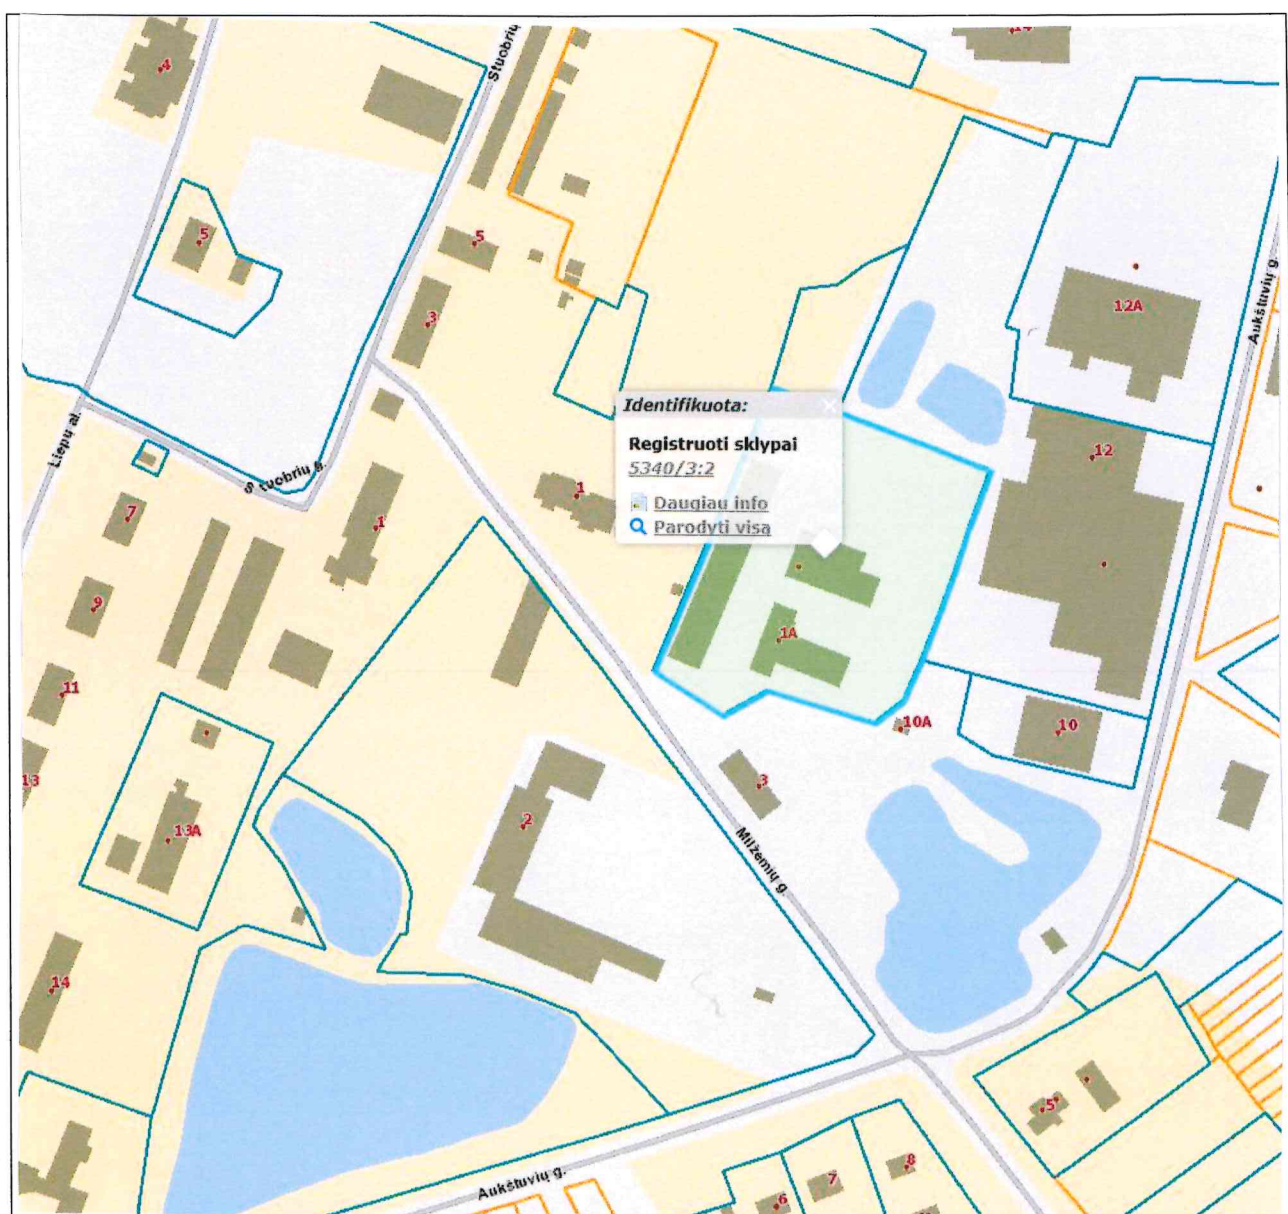 14
4
Stuobrių
5
5
3
12A
Aukštuvių g.
Identifikuota:
Registruoti sklypai
5340/3:2
Daugiau info
Parodyti visą
Liepų al.
Stuobrių g.
1
12
7
1
9
1A
11
10A
10
13
3
2
13A
Milžemių g.
14
5
Aukštuvių g.
6
7
8